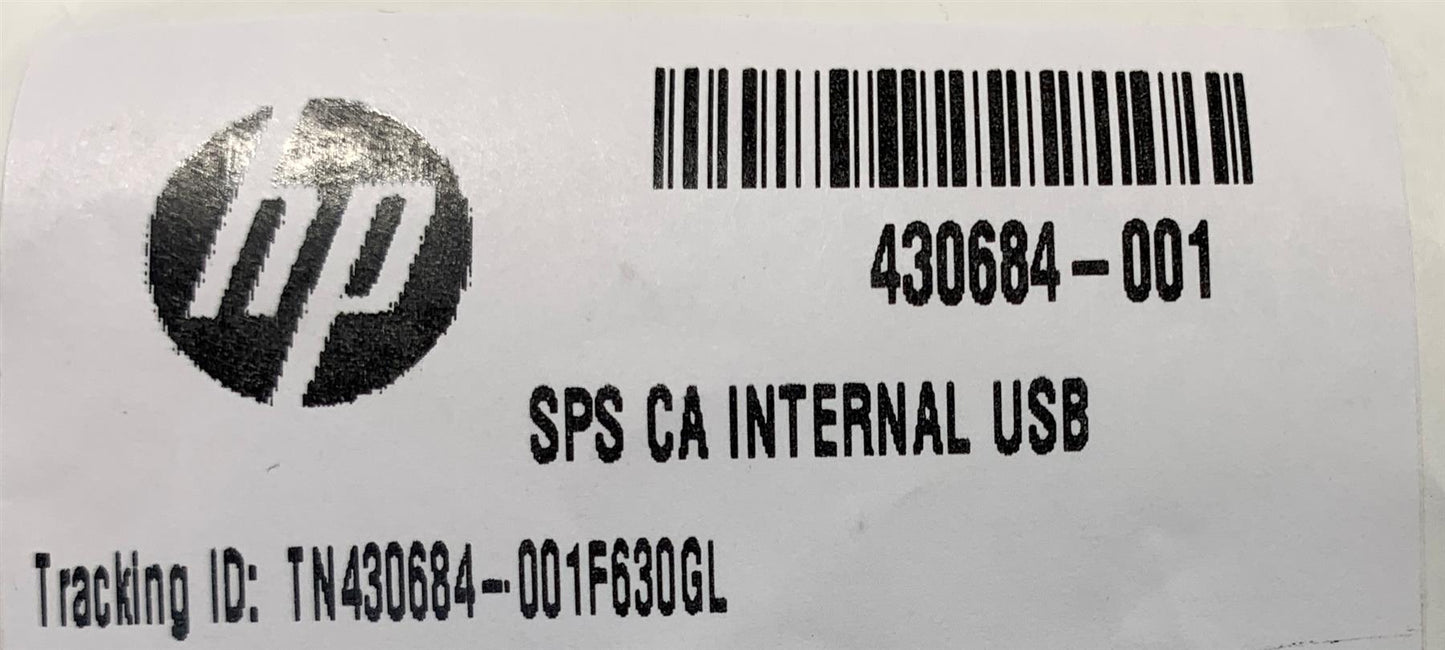 hp
430684-001
SPS CA INTERNAL USB
Tracking ID: TN430684-001F630GL